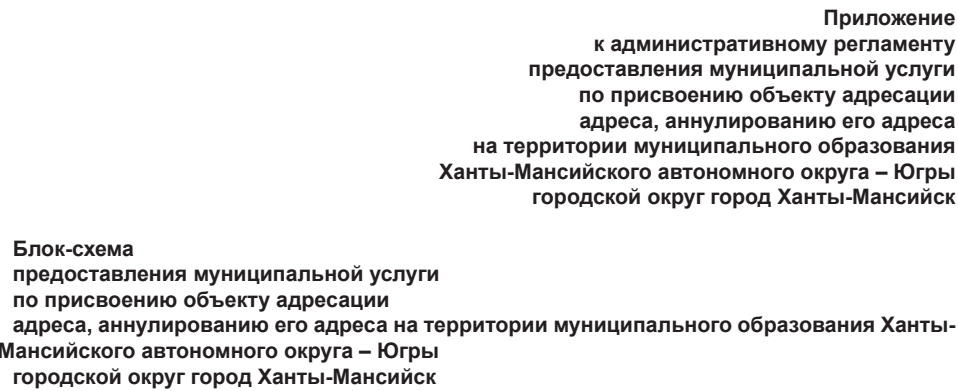 Приложение
к административному регламенту
предоставления муниципальной услуги
по присвоению объекту адресации
адреса, аннулированию его адреса
на территории муниципального образования
Ханты-Мансийского автономного округа – Югры
городской округ город Ханты-Мансийск
Блок-схема
предоставления муниципальной услуги
по присвоению объекту адресации
адреса, аннулированию его адреса на территории муниципального образования Ханты-
Мансийского автономного округа – Югры
городской округ город Ханты-Мансийск